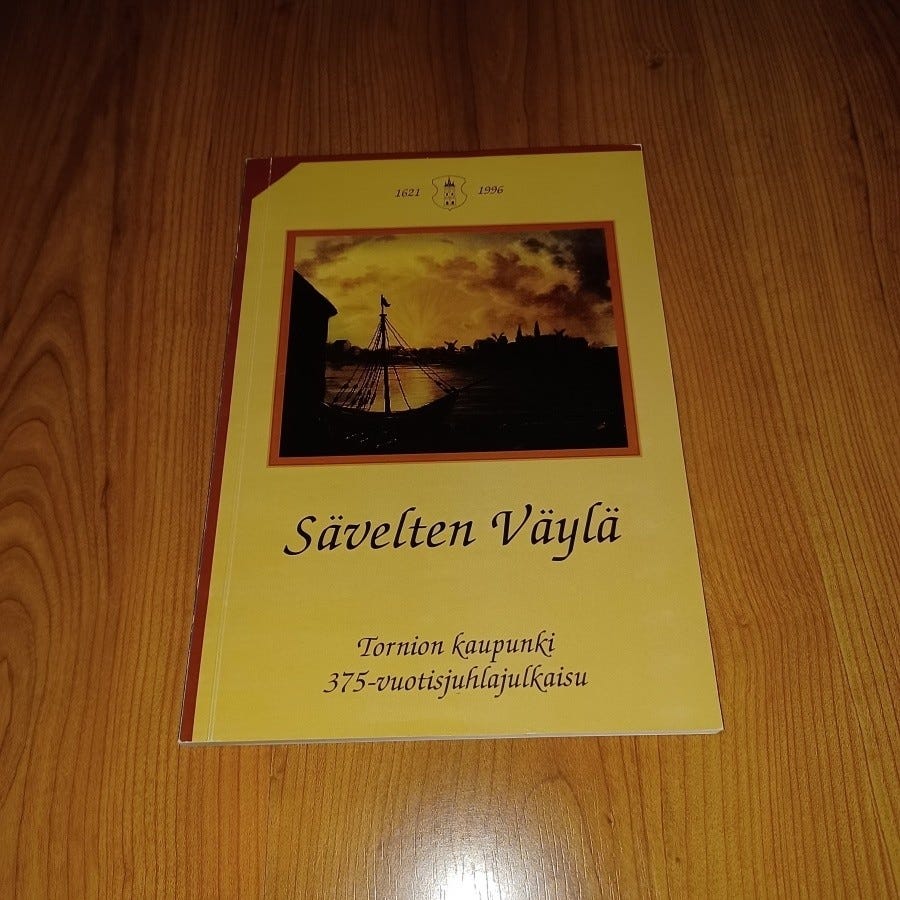 1621 1996
Sävelten Väylä
Tornion kaupunki
375-vuotisjuhlajulkaisu